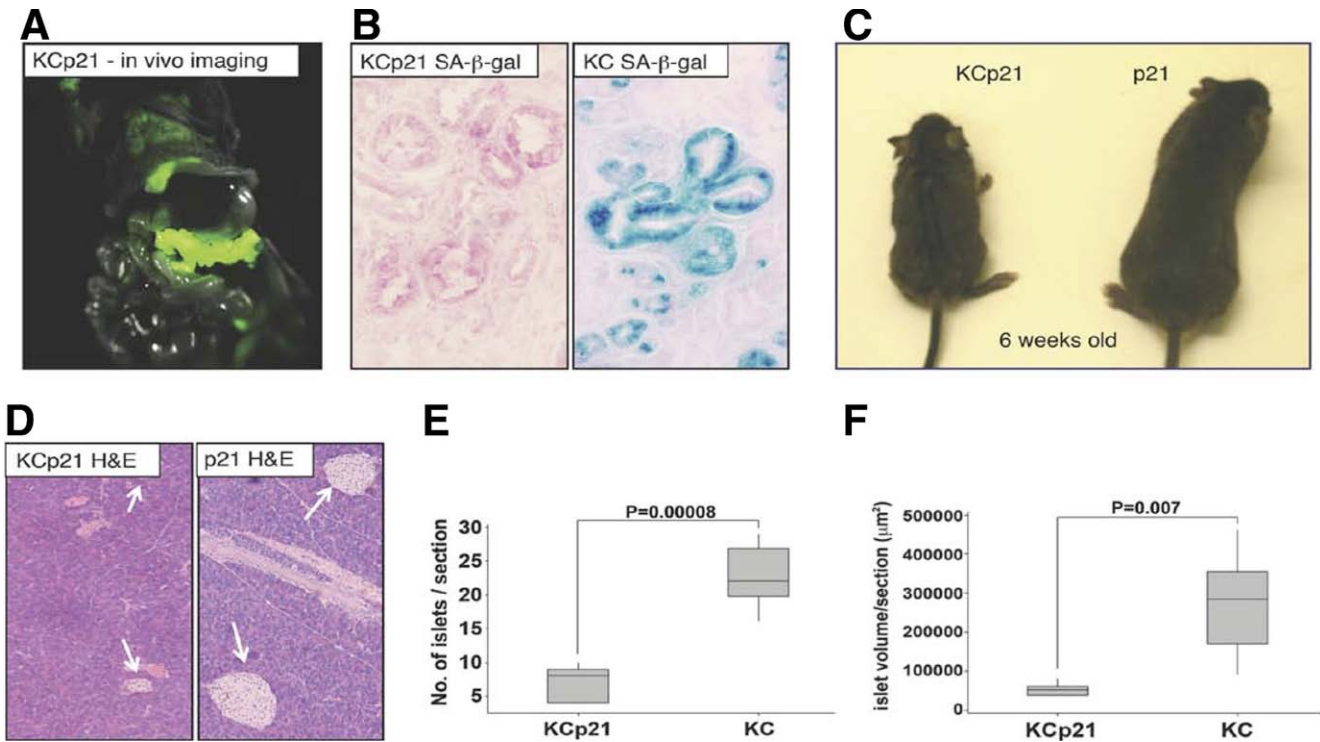 A
KCp21 - in vivo imaging
B
KCp21 SA-β-gal
KC SA-β-gal
C
KCp21
p21
6 weeks old
D
KCp21 H&E
p21 H&E
E
No. of islets / section
30
25
20
15
10
5
P=0.00008
KCp21
KC
F
islet volume/section (µm²)
500000
400000
300000
200000
100000
0
P=0.007
KCp21
KC